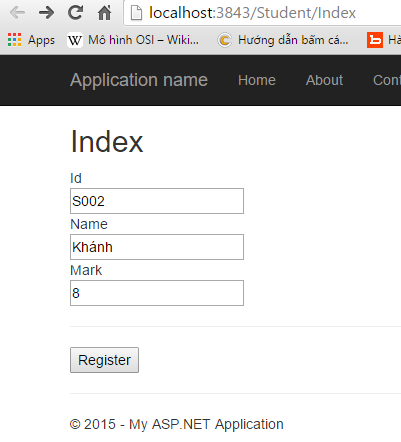 localhost:3843/Student/Index
Apps Mô hình OSI – Wiki... Hướng dẫn bấm cá...
Application name Home About
Index
Id
S002
Name
Khánh
Mark
8
Register
© 2015 - My ASP.NET Application